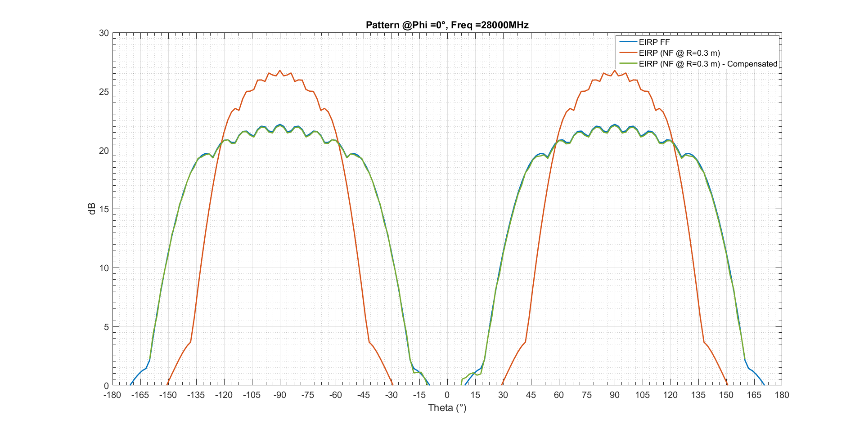 Pattern @Phi =0°, Freq =28000MHz
EIRP FF
EIRP (NF @ R=0.3 m)
EIRP (NF @ R=0.3 m) - Compensated
30
25
20
15
10
5
0
dB
-180 -165 -150 -135 -120 -105 -90 -75 -60 -45 -30 -15 0 15 30 45 60 75 90 105 120 135 150 165 180
Theta (°)